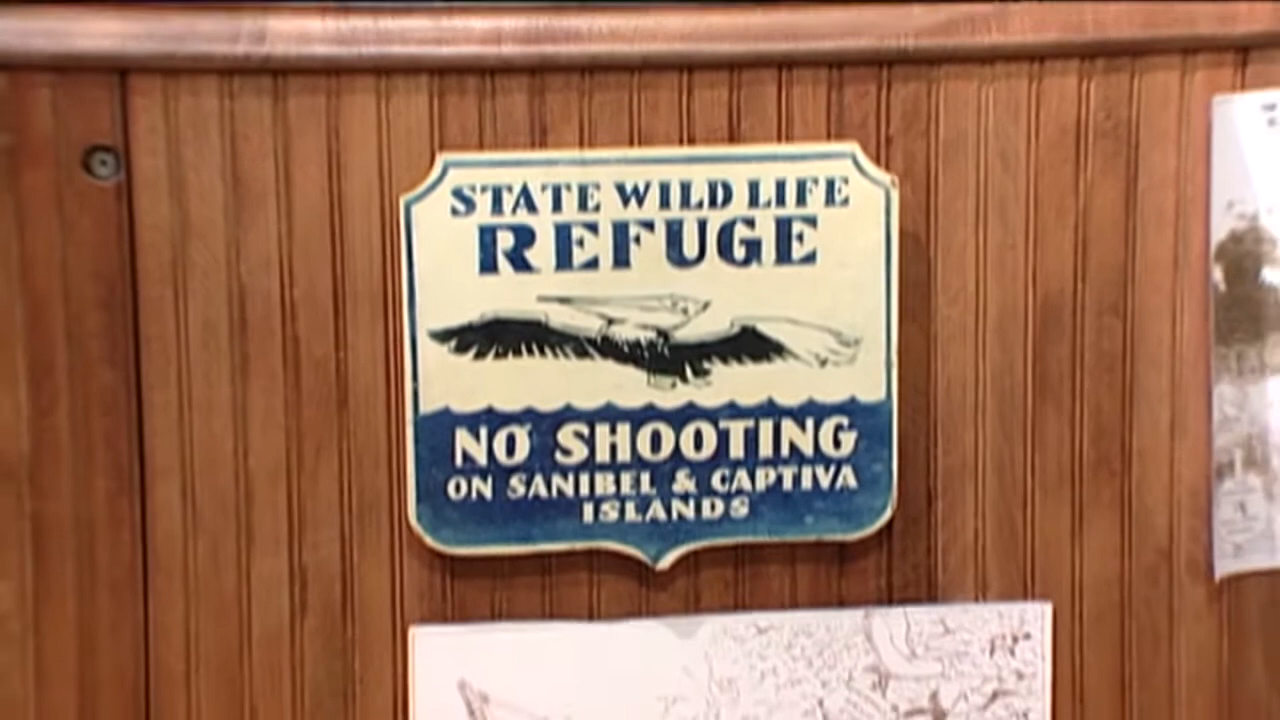 STATE WILD LIFE
REFUGE
NO SHOOTING
ON SANIBEL & CAPTIVA
ISLANDS